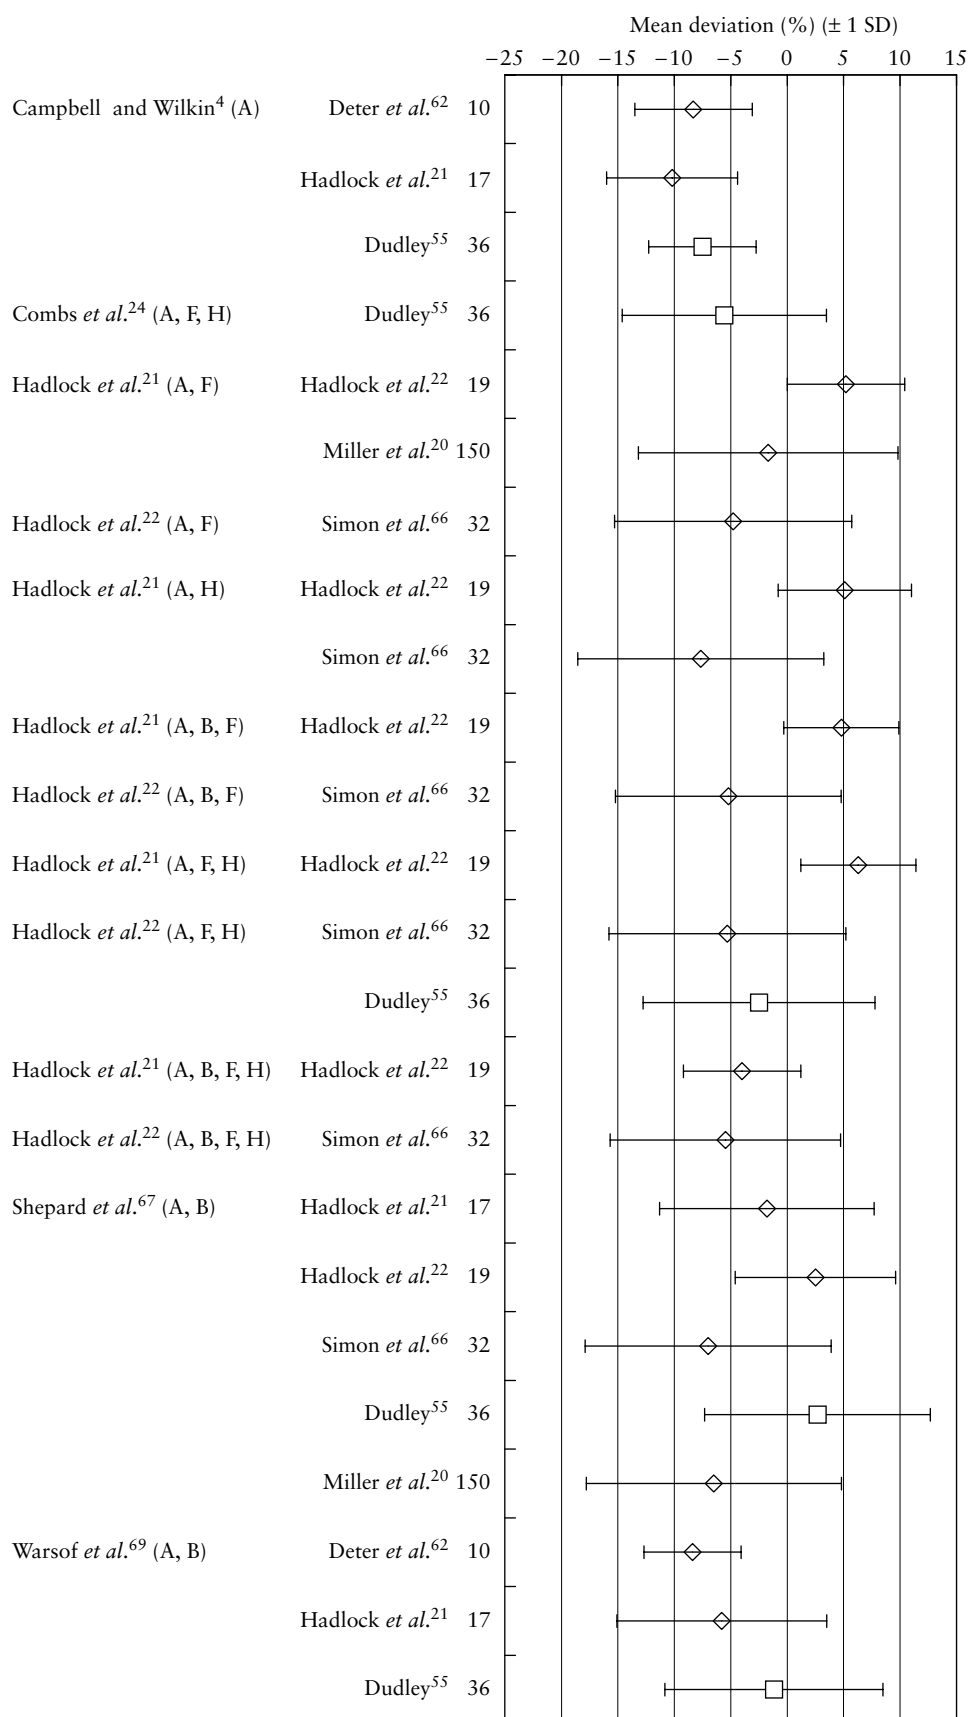 Mean deviation (%) (± 1 SD)
−25 −20 −15 −10 −5 0 5 10 15
Campbell and Wilkin4 (A) Deter et al.62 10
Hadlock et al.21 17
Dudley55 36
Combs et al.24 (A, F, H) Dudley55 36
Hadlock et al.21 (A, F) Hadlock et al.22 19
Miller et al.20 150
Hadlock et al.22 (A, F) Simon et al.66 32
Hadlock et al.21 (A, H) Hadlock et al.22 19
Simon et al.66 32
Hadlock et al.21 (A, B, F) Hadlock et al.22 19
Hadlock et al.22 (A, B, F) Simon et al.66 32
Hadlock et al.21 (A, F, H) Hadlock et al.22 19
Hadlock et al.22 (A, F, H) Simon et al.66 32
Dudley55 36
Hadlock et al.21 (A, B, F, H) Hadlock et al.22 19
Hadlock et al.22 (A, B, F, H) Simon et al.66 32
Shepard et al.67 (A, B) Hadlock et al.21 17
Hadlock et al.22 19
Simon et al.66 32
Dudley55 36
Miller et al.20 150
Warsof et al.69 (A, B) Deter et al.62 10
Hadlock et al.21 17
Dudley55 36